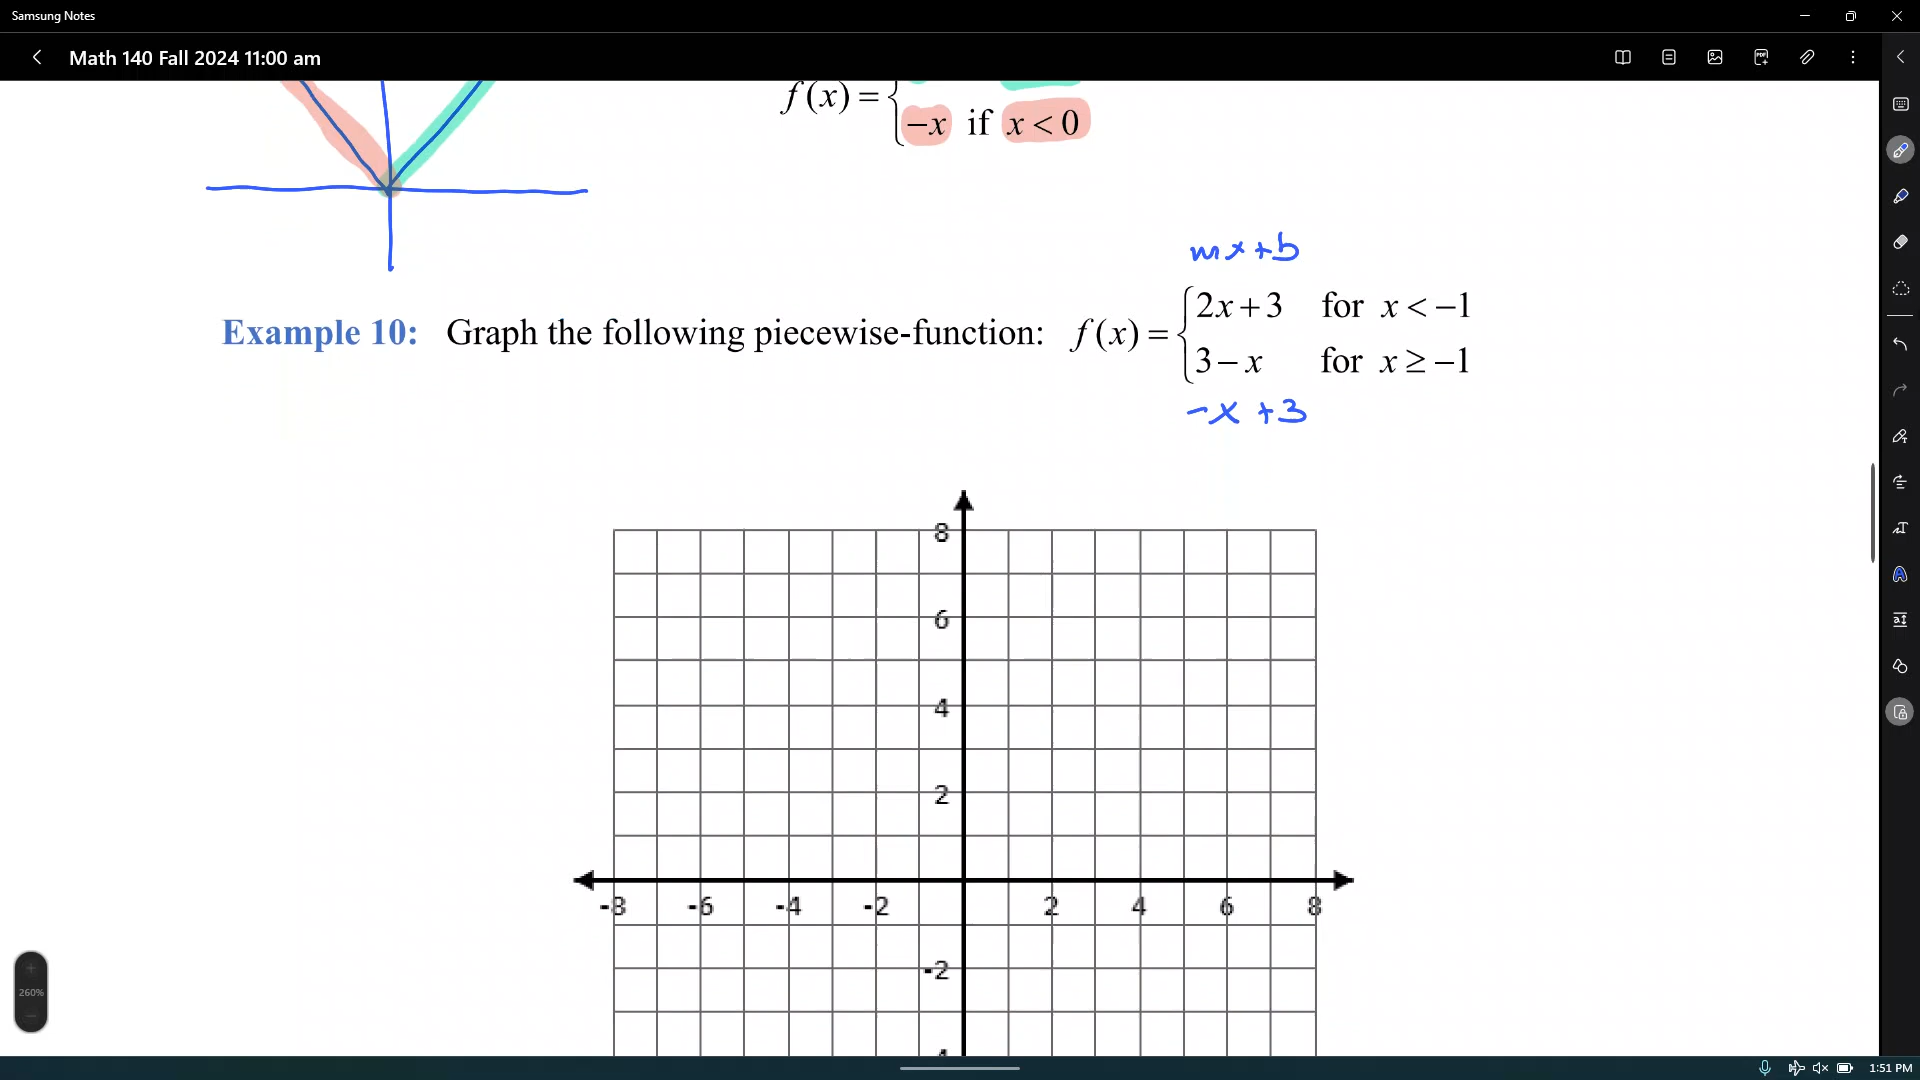 Samsung Notes
Math 140 Fall 2024 11:00 am
f(x) = {
−x if x < 0
mx+b
Example 10: Graph the following piecewise-function: f(x) = { 2x+3 for x < −1
3−x for x ≥ −1
-x +3
8
6
4
2
-8 -6 -4 -2 2 4 6 8
-2
260%
1:51 PM